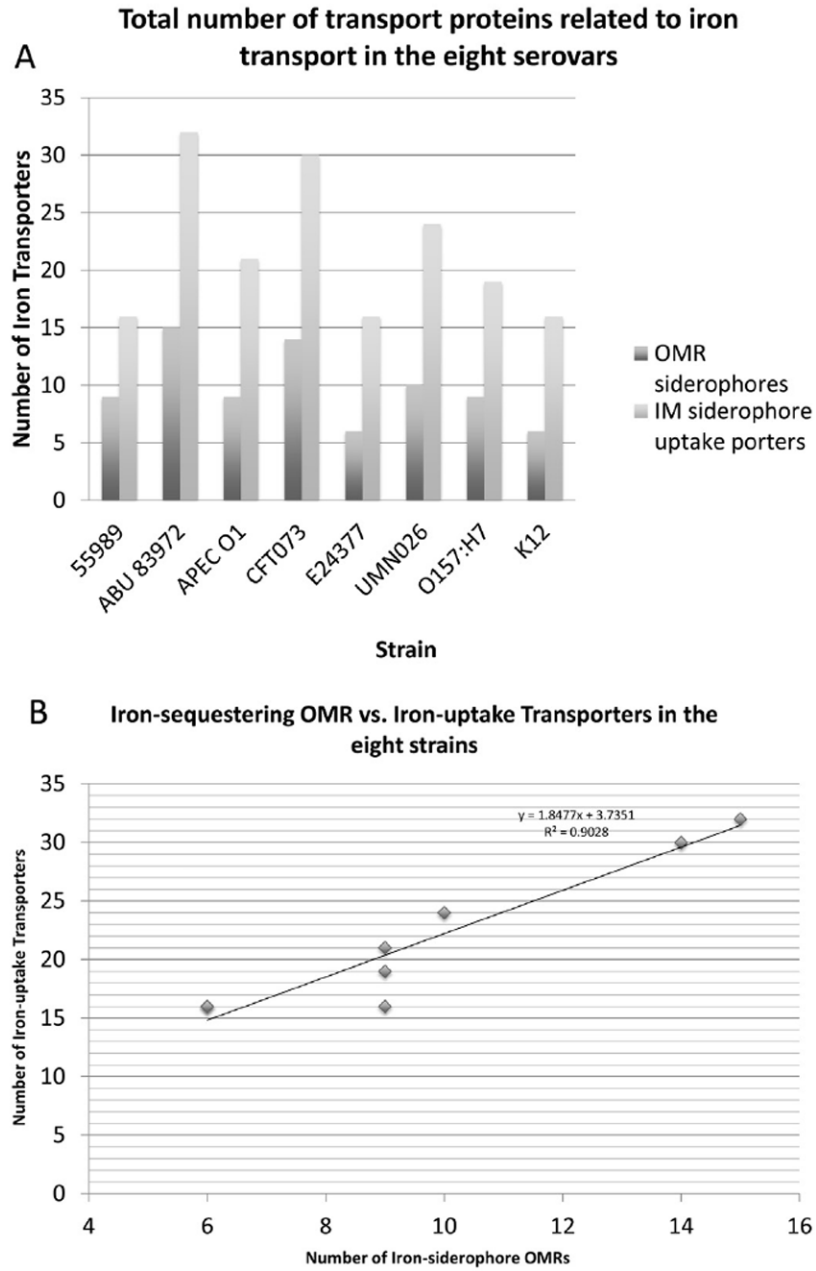 Total number of transport proteins related to iron
transport in the eight serovars
A
35
30
25
20
15
10
5
0
Number of Iron Transporters
55989
ABU 83972
APEC O1
CFT073
E24377
UMN026
O157:H7
K12
Strain
OMR
siderophores
IM siderophore
uptake porters
B
Iron-sequestering OMR vs. Iron-uptake Transporters in the
eight strains
35
30
25
20
15
10
5
0
Number of Iron-uptake Transporters
y = 1.8477x + 3.7351
R² = 0.9028
4
6
8
10
12
14
16
Number of Iron-siderophore OMRs